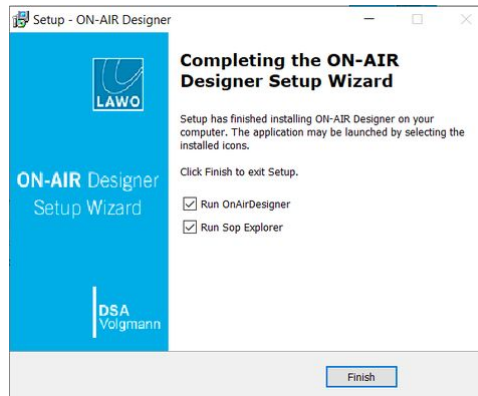 Setup - ON-AIR Designer
LAWO
ON-AIR Designer
Setup Wizard
DSA
Volgmann
Completing the ON-AIR
Designer Setup Wizard
Setup has finished installing ON-AIR Designer on your
computer. The application may be launched by selecting the
installed icons.
Click Finish to exit Setup.
Run OnAirDesigner
Run Sop Explorer
Finish